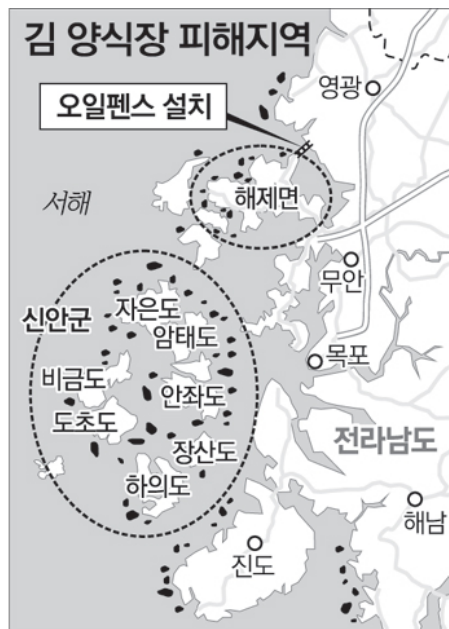 김 양식장 피해지역
영광
오일펜스 설치
해제면
서해
무안
자은도
신안군
암태도
목포
비금도
안좌도
도초도
전라남도
장산도
하의도
해남
진도